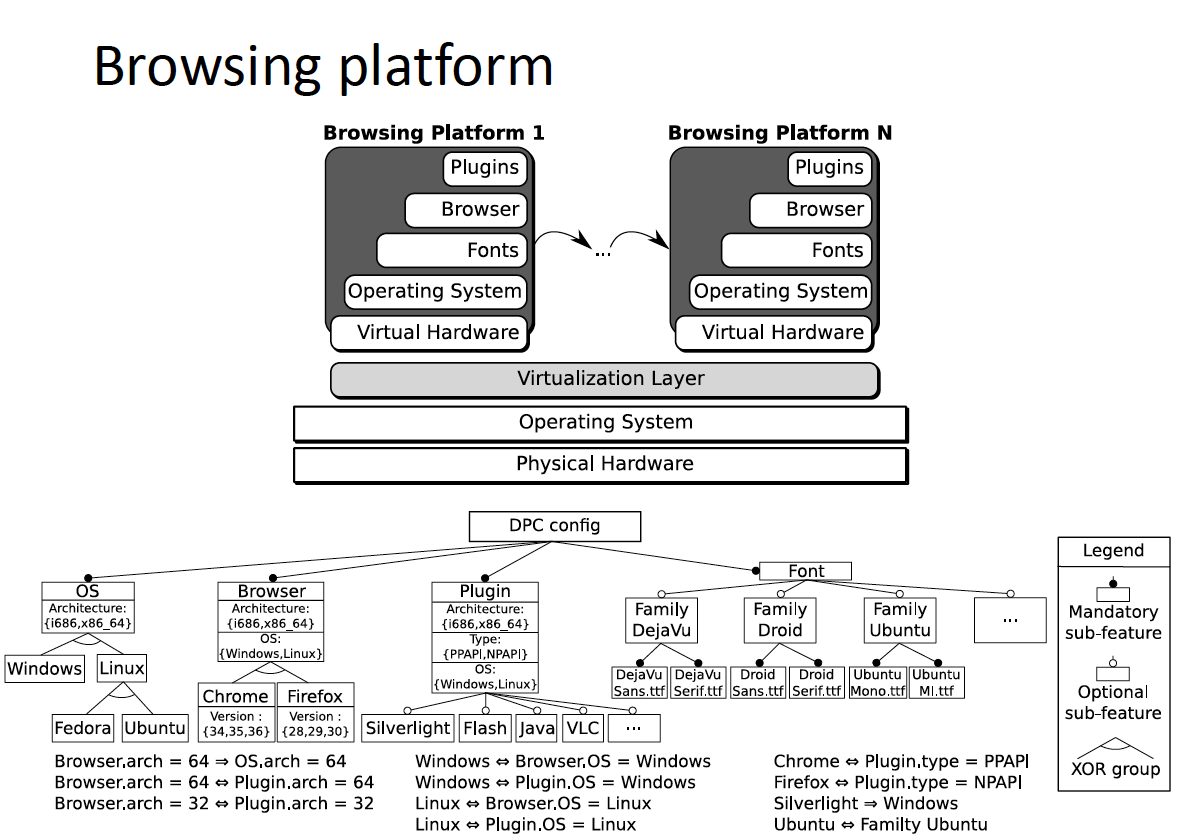 Browsing platform
Browsing Platform 1
Browsing Platform N
Plugins
Browser
Fonts
Operating System
Virtual Hardware
...
Plugins
Browser
Fonts
Operating System
Virtual Hardware
Virtualization Layer
Operating System
Physical Hardware
DPC config
OS
Architecture:
{i686,x86_64}
Windows
Linux
Fedora
Ubuntu
Browser
Architecture:
{i686,x86_64}
OS:
{Windows,Linux}
Chrome
Version :
{34,35,36}
Firefox
Version :
{28,29,30}
Plugin
Architecture:
{i686,x86_64}
Type:
{PPAPI,NPAPI}
OS:
{Windows,Linux}
Silverlight
Flash
Java
VLC
...
Font
Family
DejaVu
DejaVu
Sans.ttf
DejaVu
Serif.ttf
Family
Droid
Droid
Sans.ttf
Droid
Serif.ttf
Family
Ubuntu
Ubuntu
Mono.ttf
Ubuntu
MI.ttf
...
Legend
Mandatory
sub-feature
Optional
sub-feature
XOR group
Browser.arch = 64 ⇒ OS.arch = 64
Browser.arch = 64 ⇔ Plugin.arch = 64
Browser.arch = 32 ⇔ Plugin.arch = 32
Windows ⇔ Browser.OS = Windows
Windows ⇔ Plugin.OS = Windows
Linux ⇔ Browser.OS = Linux
Linux ⇔ Plugin.OS = Linux
Chrome ⇔ Plugin.type = PPAPI
Firefox ⇔ Plugin.type = NPAPI
Silverlight ⇒ Windows
Ubuntu ⇔ Familty Ubuntu